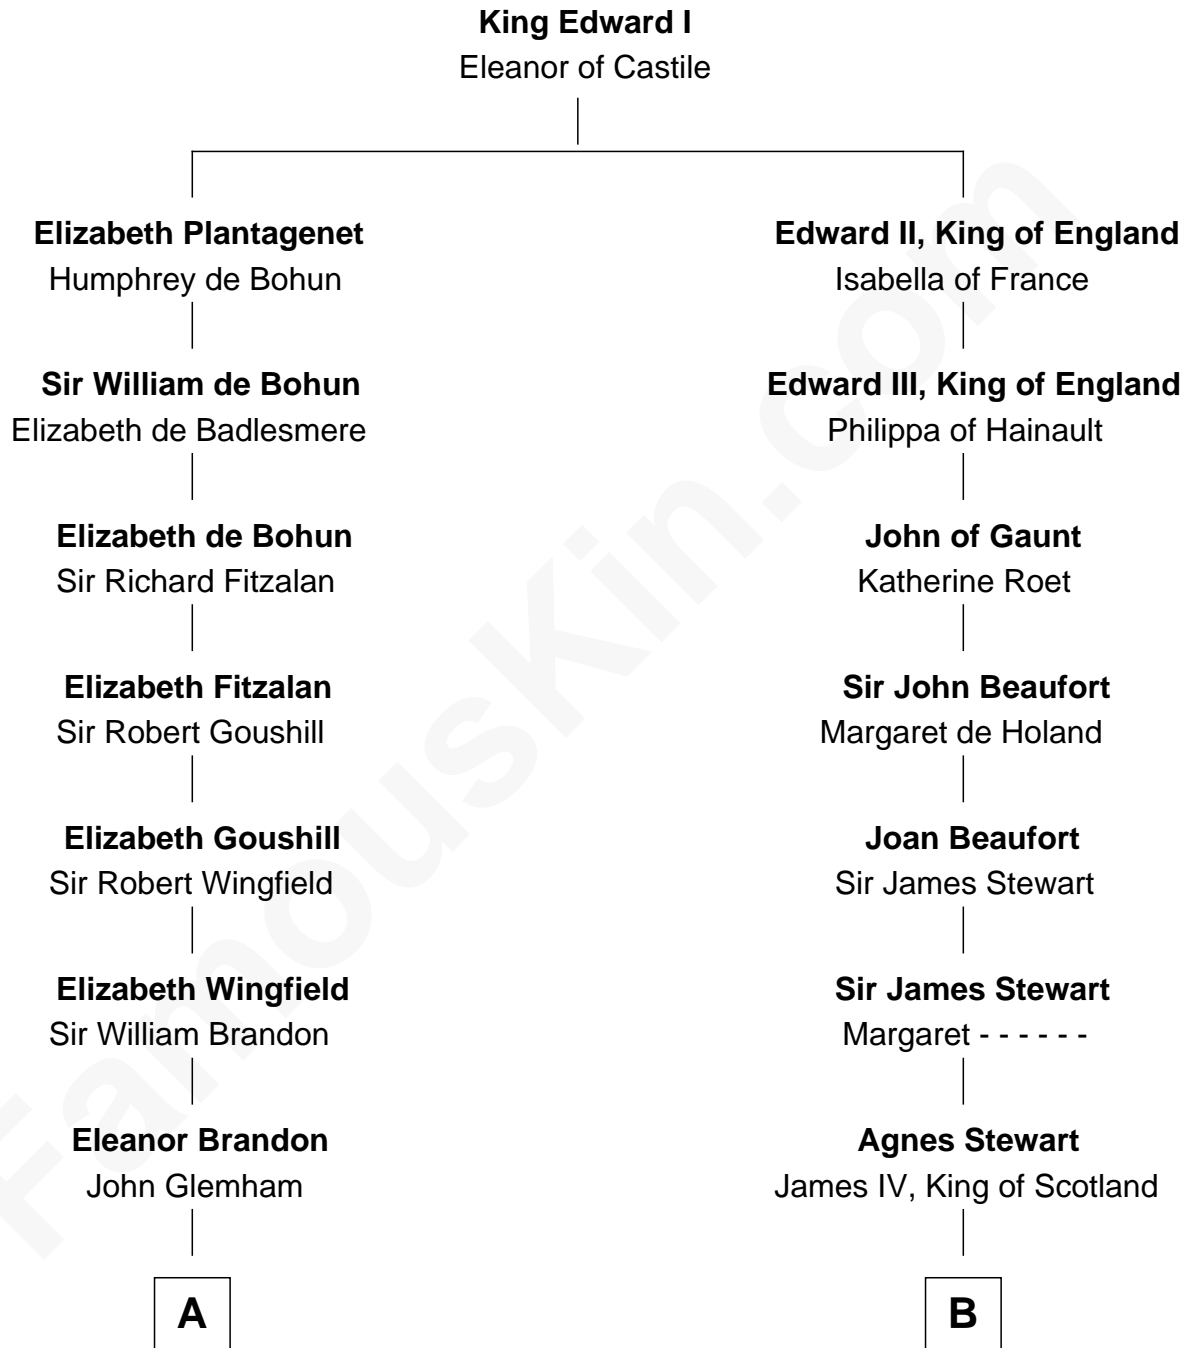 King Edward I
Eleanor of Castile
Elizabeth Plantagenet
Humphrey de Bohun
Edward II, King of England
Isabella of France
Sir William de Bohun
Elizabeth de Badlesmere
Edward III, King of England
Philippa of Hainault
Elizabeth de Bohun
Sir Richard Fitzalan
John of Gaunt
Katherine Roet
Elizabeth Fitzalan
Sir Robert Goushill
Sir John Beaufort
Margaret de Holand
Elizabeth Goushill
Sir Robert Wingfield
Joan Beaufort
Sir James Stewart
Elizabeth Wingfield
Sir William Brandon
Sir James Stewart
Margaret - - - - - -
Eleanor Brandon
John Glemham
Agnes Stewart
James IV, King of Scotland
A
B
FamousKin.com